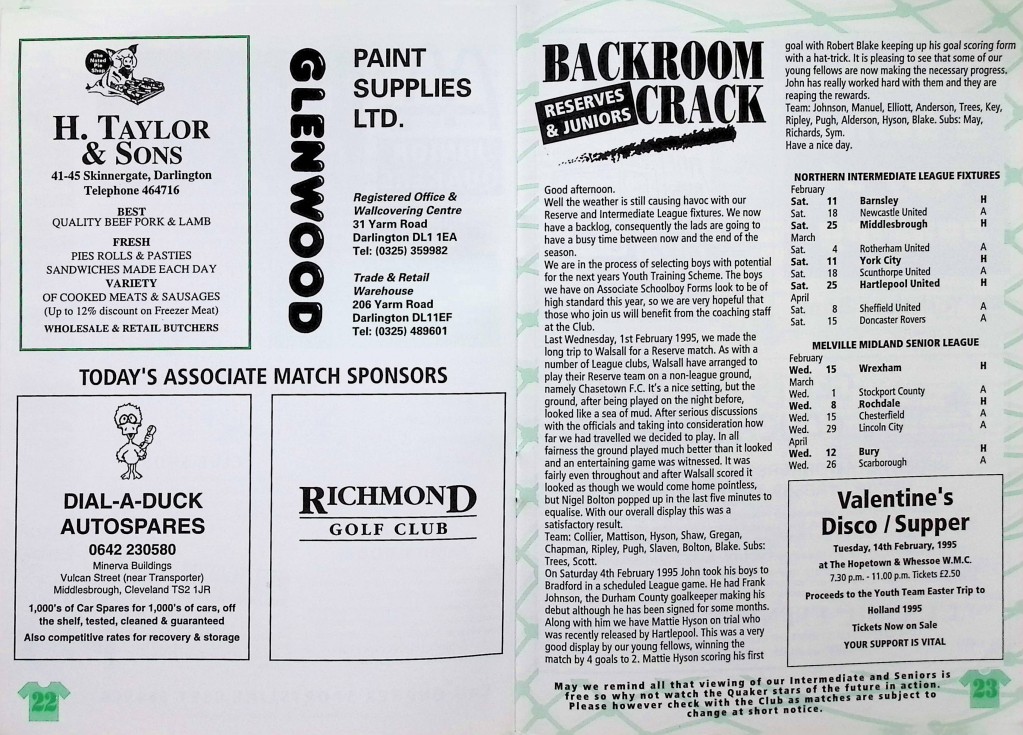 The Noted Pie Shop
H. TAYLOR
& SONS
41-45 Skinnergate, Darlington
Telephone 464716
BEST
QUALITY BEEF PORK & LAMB
FRESH
PIES ROLLS & PASTIES
SANDWICHES MADE EACH DAY
VARIETY
OF COOKED MEATS & SAUSAGES
(Up to 12% discount on Freezer Meat)
WHOLESALE & RETAIL BUTCHERS
GLENWOOD
PAINT
SUPPLIES
LTD.
Registered Office &
Wallcovering Centre
31 Yarm Road
Darlington DL1 1EA
Tel: (0325) 359982
Trade & Retail
Warehouse
206 Yarm Road
Darlington DL11EF
Tel: (0325) 489601
TODAY'S ASSOCIATE MATCH SPONSORS
DIAL-A-DUCK
AUTOSPARES
0642 230580
Minerva Buildings
Vulcan Street (near Transporter)
Middlesbrough, Cleveland TS2 1JR
1,000's of Car Spares for 1,000's of cars, off
the shelf, tested, cleaned & guaranteed
Also competitive rates for recovery & storage
RICHMOND
GOLF CLUB
22
BACKROOM
RESERVES
& JUNIORS
CRACK
Good afternoon.
Well the weather is still causing havoc with our
Reserve and Intermediate League fixtures. We now
have a backlog, consequently the lads are going to
have a busy time between now and the end of the
season.
We are in the process of selecting boys with potential
for the next years Youth Training Scheme. The boys
we have on Associate Schoolboy Forms look to be of
high standard this year, so we are very hopeful that
those who join us will benefit from the coaching staff
at the Club.
Last Wednesday, 1st February 1995, we made the
long trip to Walsall for a Reserve match. As with a
number of League clubs, Walsall have arranged to
play their Reserve team on a non-league ground,
namely Chasetown F.C. It's a nice setting, but the
ground, after being played on the night before,
looked like a sea of mud. After serious discussions
with the officials and taking into consideration how
far we had travelled we decided to play. In all
fairness the ground played much better than it looked
and an entertaining game was witnessed. It was
fairly even throughout and after Walsall scored it
looked as though we would come home pointless,
but Nigel Bolton popped up in the last five minutes to
equalise. With our overall display this was a
satisfactory result.
Team: Collier, Mattison, Hyson, Shaw, Gregan,
Chapman, Ripley, Pugh, Slaven, Bolton, Blake. Subs:
Trees, Scott.
On Saturday 4th February 1995 John took his boys to
Bradford in a scheduled League game. He had Frank
Johnson, the Durham County goalkeeper making his
debut although he has been signed for some months.
Along with him we have Mattie Hyson on trial who
was recently released by Hartlepool. This was a very
good display by our young fellows, winning the
match by 4 goals to 2. Mattie Hyson scoring his first
goal with Robert Blake keeping up his goal scoring form
with a hat-trick. It is pleasing to see that some of our
young fellows are now making the necessary progress.
John has really worked hard with them and they are
reaping the rewards.
Team: Johnson, Manuel, Elliott, Anderson, Trees, Key,
Ripley, Pugh, Alderson, Hyson, Blake. Subs: May,
Richards, Sym.
Have a nice day.
NORTHERN INTERMEDIATE LEAGUE FIXTURES
February
Sat. 11 Barnsley H
Sat. 18 Newcastle United A
Sat. 25 Middlesbrough H
March
Sat. 4 Rotherham United A
Sat. 11 York City H
Sat. 18 Scunthorpe United A
Sat. 25 Hartlepool United H
April
Sat. 8 Sheffield United A
Sat. 15 Doncaster Rovers A
MELVILLE MIDLAND SENIOR LEAGUE
February
Wed. 15 Wrexham H
March
Wed. 1 Stockport County A
Wed. 8 Rochdale H
Wed. 15 Chesterfield A
Wed. 29 Lincoln City A
April
Wed. 12 Bury H
Wed. 26 Scarborough A
Valentine's
Disco / Supper
Tuesday, 14th February, 1995
at The Hopetown & Whessoe W.M.C.
7.30 p.m. - 11.00 p.m. Tickets £2.50
Proceeds to the Youth Team Easter Trip to
Holland 1995
Tickets Now on Sale
YOUR SUPPORT IS VITAL
May we remind all that viewing of our Intermediate and Seniors is
free so why not watch the Quaker stars of the future in action.
Please however check with the Club as matches are subject to
change at short notice.
23